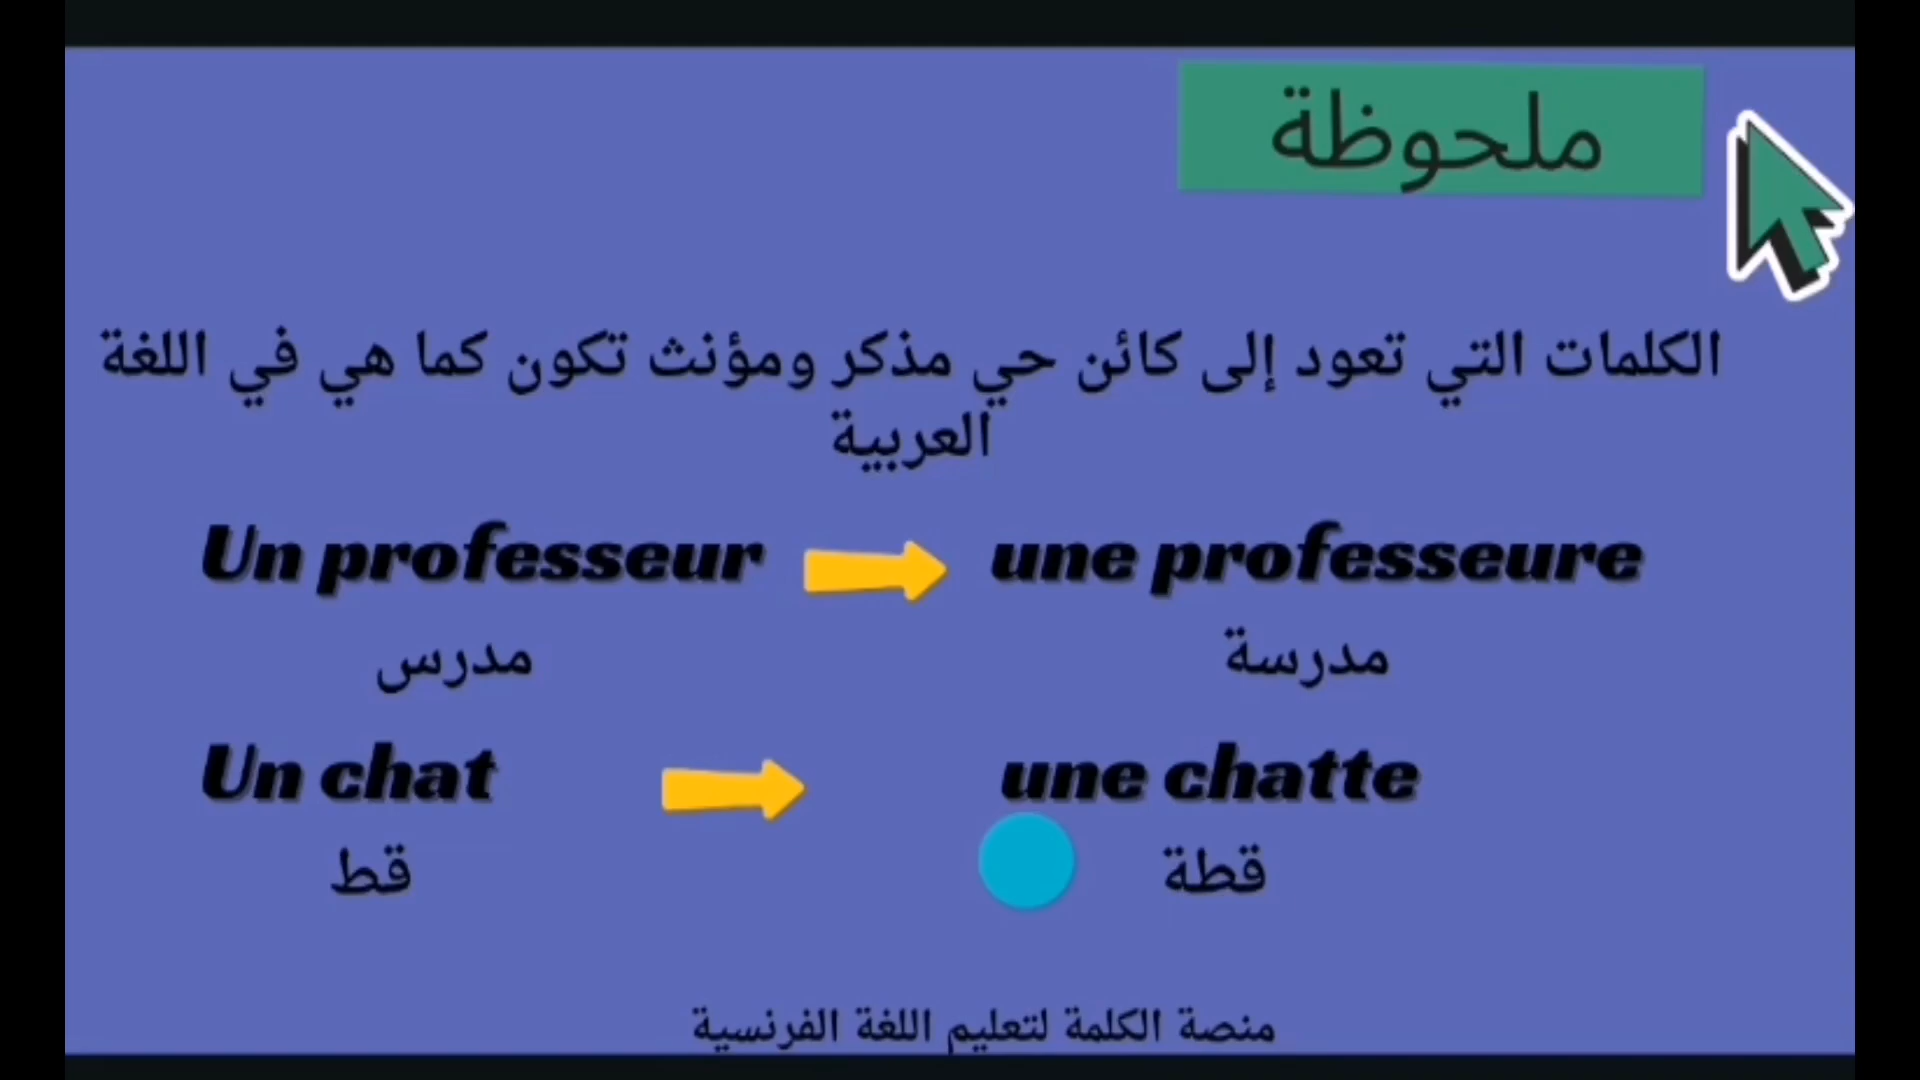 ملحوظة
الكلمات التي تعود إلى كائن حي مذكر ومؤنث تكون كما هي في اللغة
العربية
Un professeur une professeure
مدرس مدرسة
Un chat une chatte
قط قطة
منصة الكلمة لتعليم اللغة الفرنسية